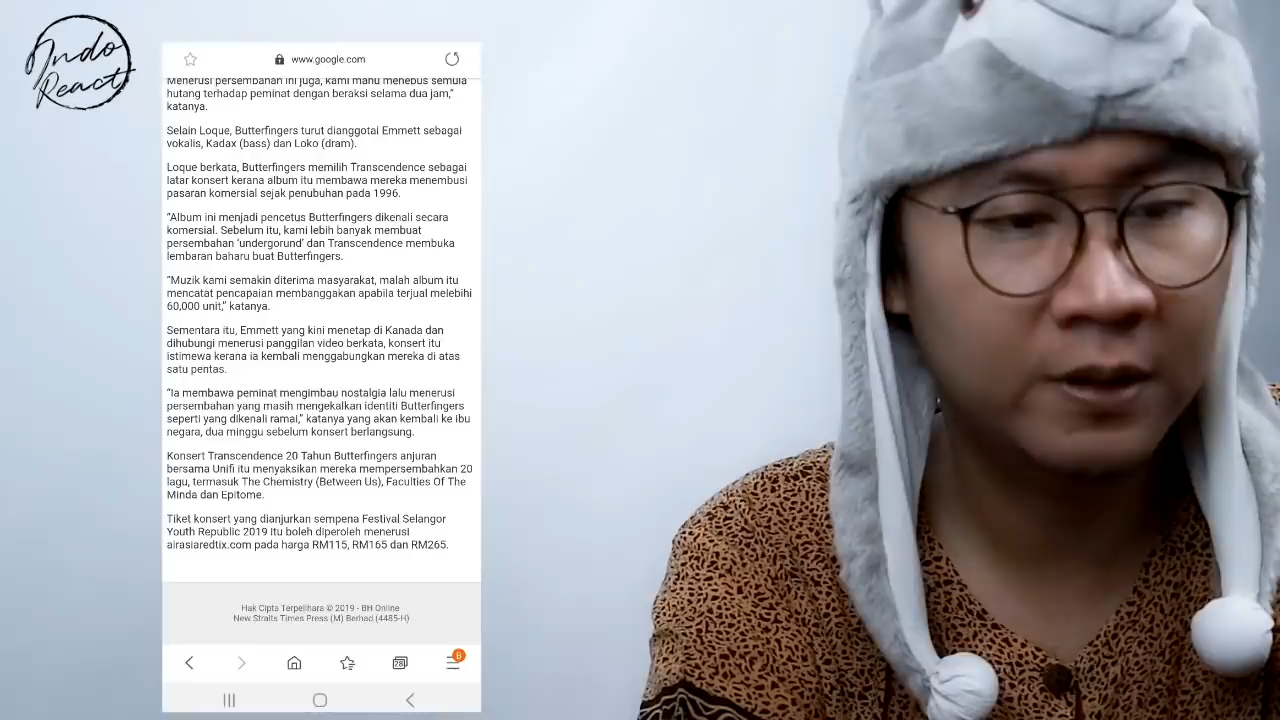 Indo
React
www.google.com
Menerusi persembahan ini juga, kami mahu menebus semula
hutang terhadap peminat dengan beraksi selama dua jam,”
katanya.
Selain Loque, Butterfingers turut dianggotai Emmett sebagai
vokalis, Kadax (bass) dan Loko (dram).
Loque berkata, Butterfingers memilih Transcendence sebagai
latar konsert kerana album itu membawa mereka menembusi
pasaran komersial sejak penubuhan pada 1996.
“Album ini menjadi pencetus Butterfingers dikenali secara
komersial. Sebelum itu, kami lebih banyak membuat
persembahan ‘undergorund’ dan Transcendence membuka
lembaran baharu buat Butterfingers.
“Muzik kami semakin diterima masyarakat, malah album itu
mencatat pencapaian membanggakan apabila terjual melebihi
60,000 unit,” katanya.
Sementara itu, Emmett yang kini menetap di Kanada dan
dihubungi menerusi panggilan video berkata, konsert itu
istimewa kerana ia kembali menggabungkan mereka di atas
satu pentas.
“Ia membawa peminat mengimbau nostalgia lalu menerusi
persembahan yang masih mengekalkan identiti Butterfingers
seperti yang dikenali ramai,” katanya yang akan kembali ke ibu
negara, dua minggu sebelum konsert berlangsung.
Konsert Transcendence 20 Tahun Butterfingers anjuran
bersama Unifi itu menyaksikan mereka mempersembahkan 20
lagu, termasuk The Chemistry (Between Us), Faculties Of The
Minda dan Epitome.
Tiket konsert yang dianjurkan sempena Festival Selangor
Youth Republic 2019 itu boleh diperoleh menerusi
airasiaredtix.com pada harga RM115, RM165 dan RM265.
Hak Cipta Terpelihara © 2019 - BH Online
New Straits Times Press (M) Berhad (4485-H)
28